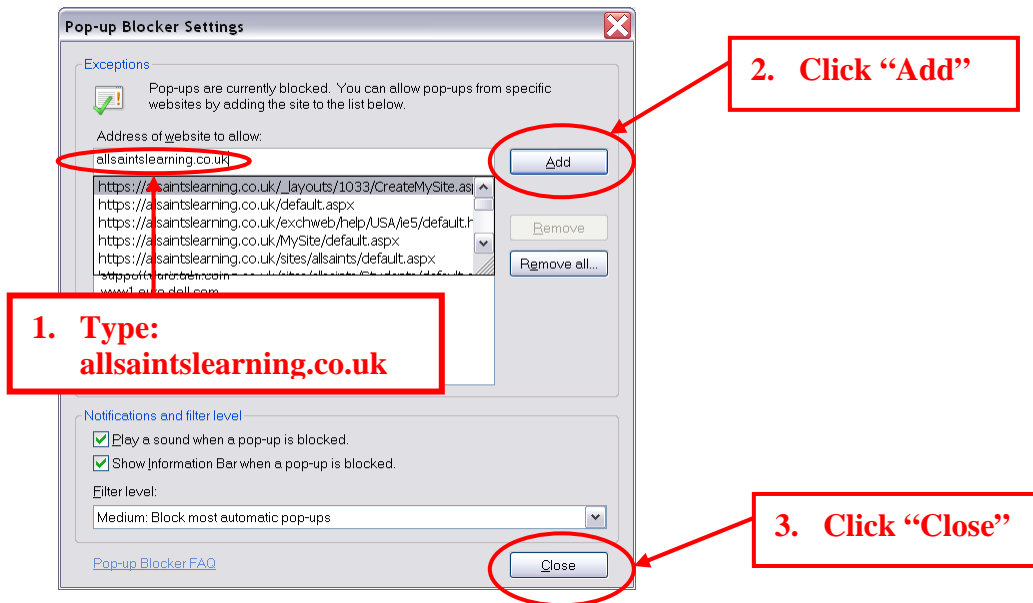 Pop-up Blocker Settings
Exceptions
Pop-ups are currently blocked. You can allow pop-ups from specific
websites by adding the site to the list below.
Address of website to allow:
allsaintslearning.co.uk
Add
https://allsaintslearning.co.uk/_layouts/1033/CreateMySite.as
https://allsaintslearning.co.uk/default.aspx
https://allsaintslearning.co.uk/exchweb/help/USA/ie5/default.h
https://allsaintslearning.co.uk/MySite/default.aspx
https://allsaintslearning.co.uk/sites/allsaints/default.aspx
Remove
Remove all...
support.euro.dell.com
www1.euro.dell.com
1. Type:
allsaintslearning.co.uk
2. Click “Add”
Notifications and filter level
Play a sound when a pop-up is blocked.
Show Information Bar when a pop-up is blocked.
Filter level:
Medium: Block most automatic pop-ups
Pop-up Blocker FAQ
Close
3. Click “Close”